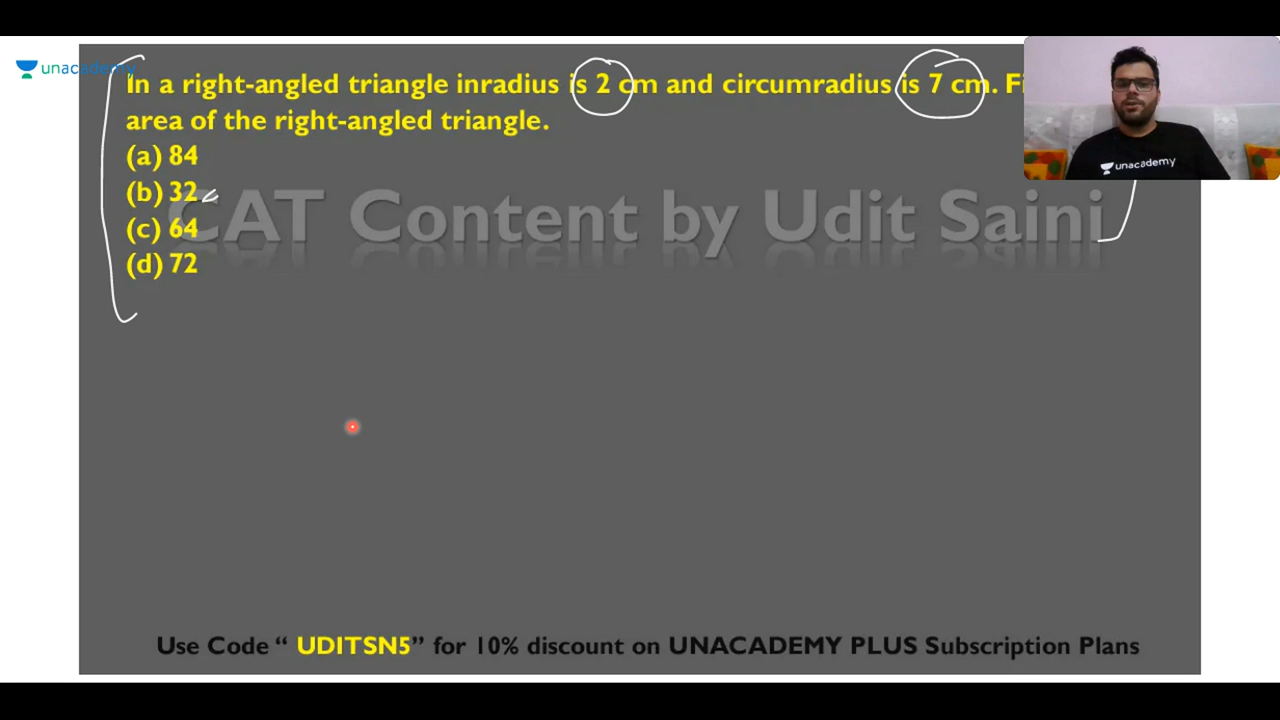 unacademy
In a right-angled triangle inradius is 2 cm and circumradius is 7 cm. Fi
area of the right-angled triangle.
(a) 84
(b) 32
(c) 64
(d) 72
CAT Content by Udit Saini
unacademy
Use Code “ UDITSN5” for 10% discount on UNACADEMY PLUS Subscription Plans